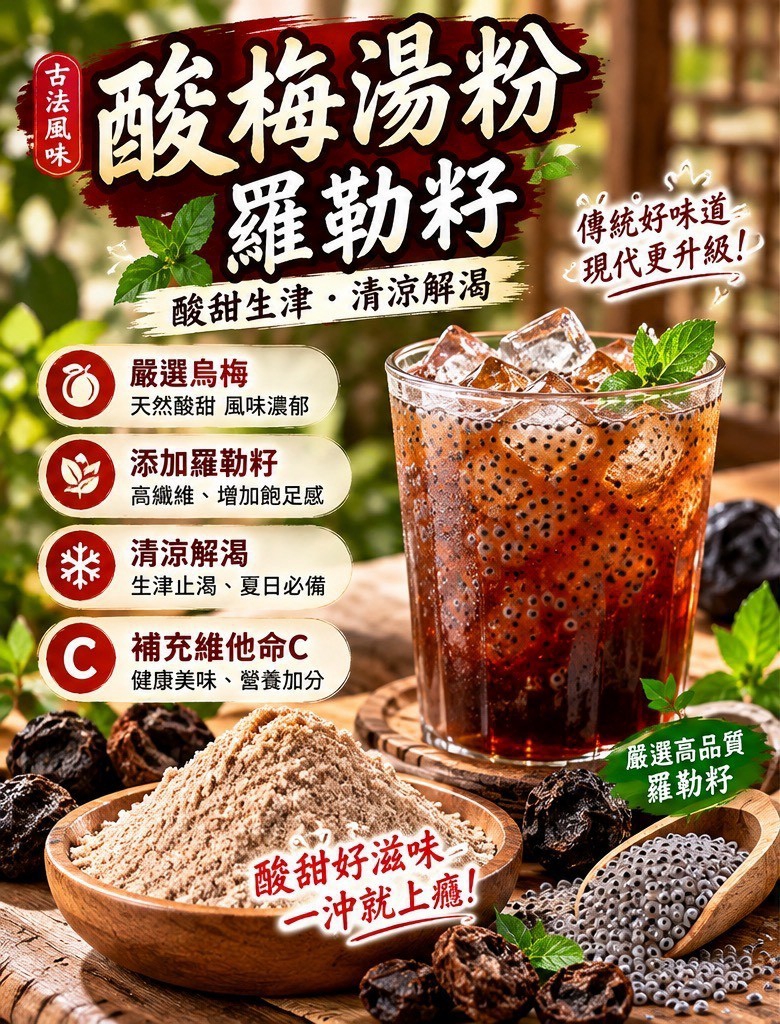 古法風味
酸梅湯粉
羅勒籽
酸甜生津·清涼解渴
傳統好味道
現代更升級!
嚴選烏梅
天然酸甜 風味濃郁
添加羅勒籽
高纖維、增加飽足感
清涼解渴
生津止渴、夏日必備
C
補充維他命C
健康美味、營養加分
嚴選高品質
羅勒籽
酸甜好滋味
一沖就上癮!